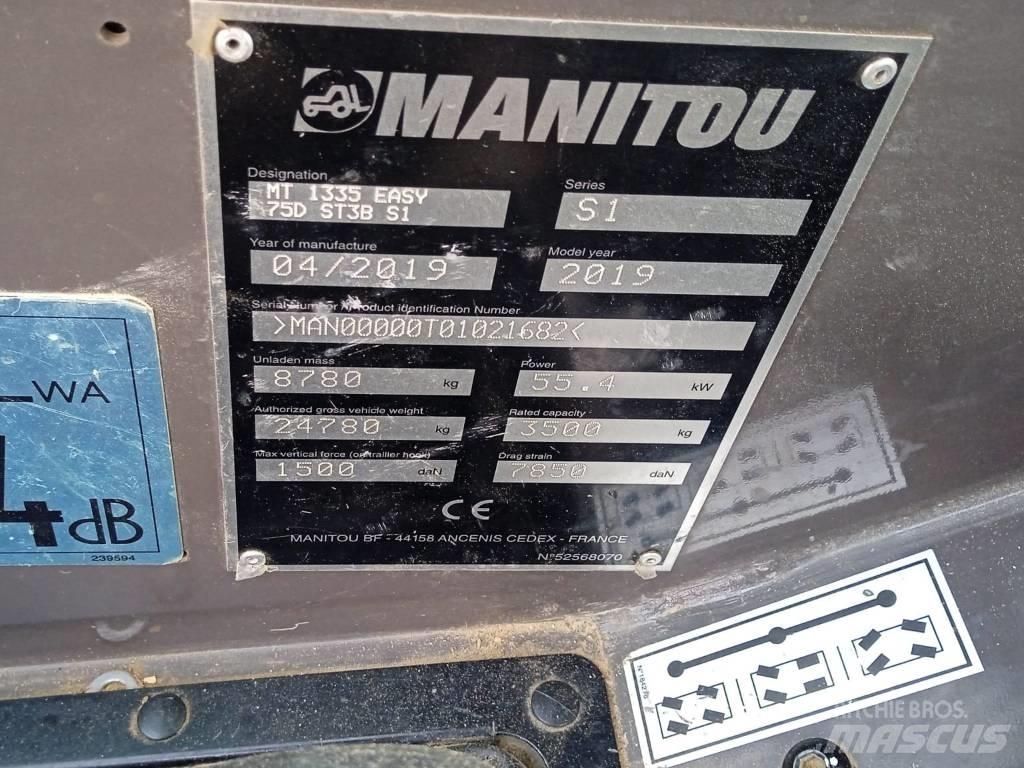 MANITOU
Designation
MT 1335 EASY
75D ST3B S1
Series
S1
Year of manufacture
04/2019
Model year
2019
Serial Number / Product identification Number
>MAN00000T01021682<
Unladen mass
8780 kg
Power
55.4 kW
Authorized gross vehicle weight
24780 kg
Rated capacity
3500 kg
Max vertical force (on trailler hook)
1500 daN
Drag strain
7850 daN
CE
MANITOU BF - 44158 ANCENIS CEDEX - FRANCE
N°52568070
LWA
4 dB
239594
RITCHIE BROS.
MASCUS